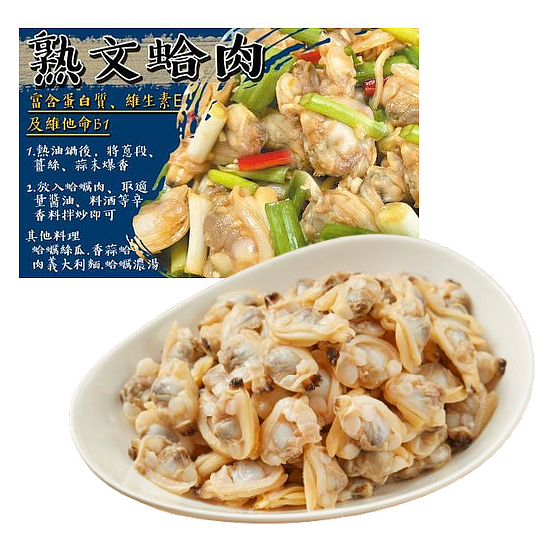 熟文蛤肉
富含蛋白質、維生素E
及維他命B1
1.熱油鍋後，將蔥段、
薑絲、蒜末爆香
2.放入蛤蠣肉、取適
量醬油、料酒等辛
香料拌炒即可
其他料理
蛤蠣絲瓜.香蒜蛤
肉義大利麵.蛤蠣濃湯